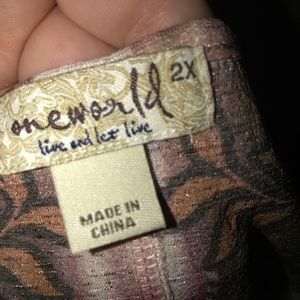 oneworld
2X
live and let live
MADE IN
CHINA